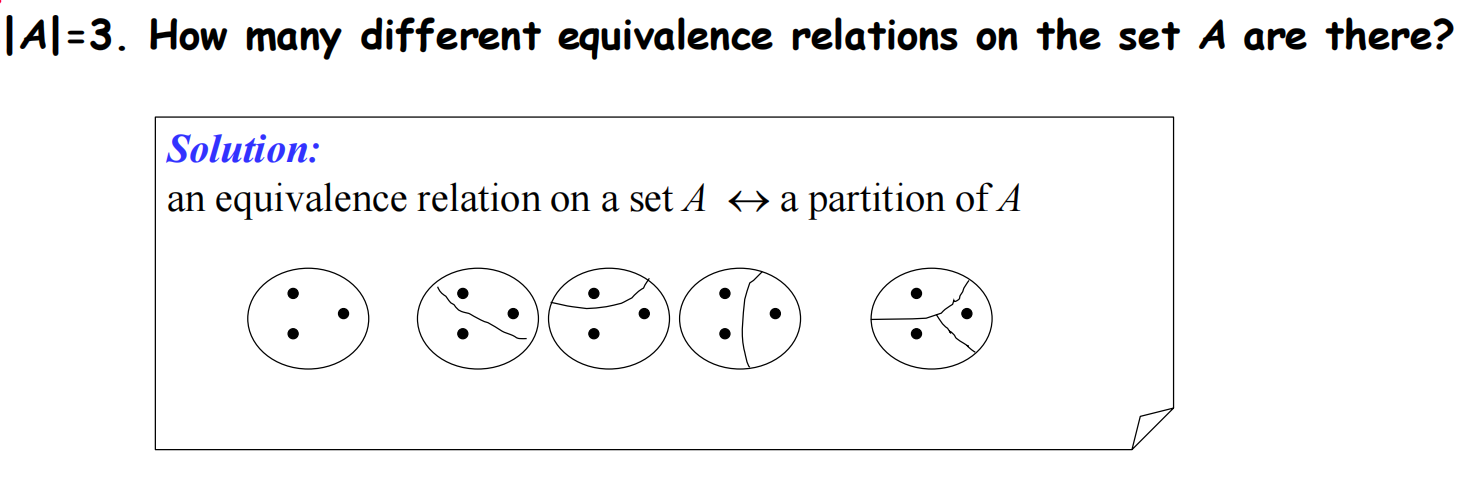 |A|=3. How many different equivalence relations on the set A are there?
Solution:
an equivalence relation on a set A ↔ a partition of A